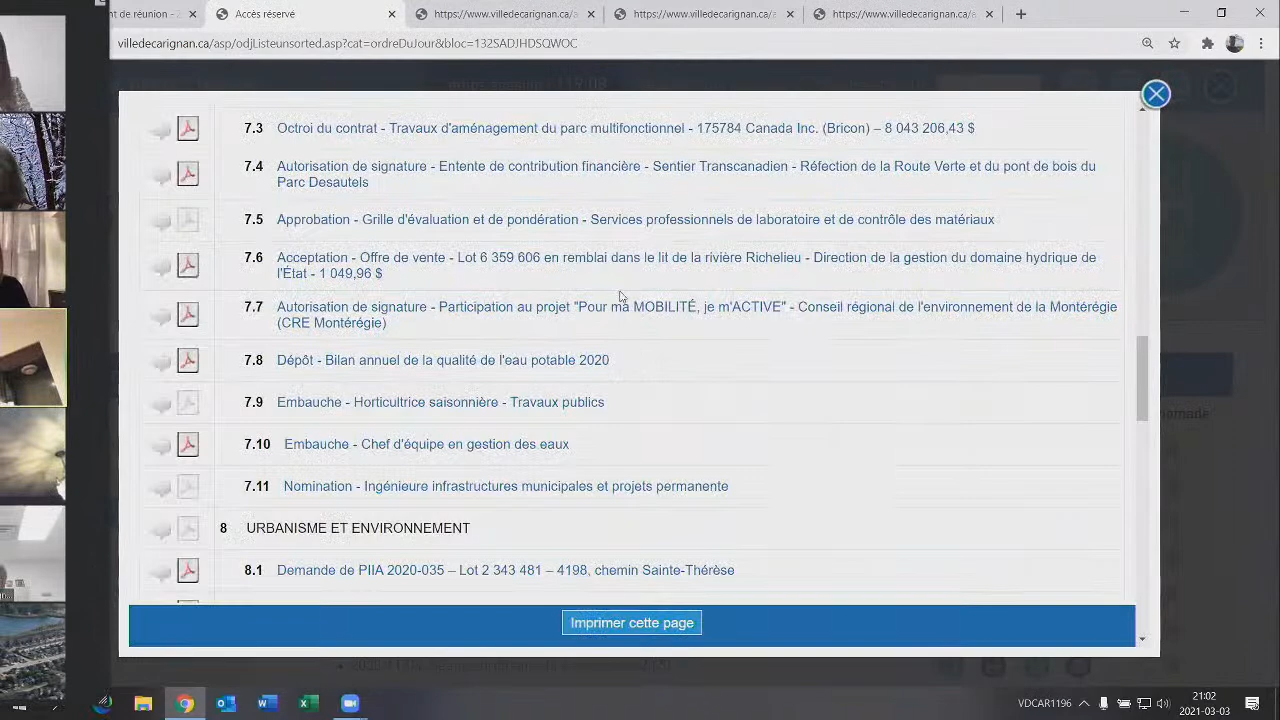 t de réunion - a
Accès réservé
https://www.villedecarignan.ca/a
https://www.villedecarignan.ca/a
https://www.villedecarignan.ca/a
villedecarignan.ca/asp/odjListeunsorted.asp?cat=ordreDuJour&bloc=132SADJHDSQWOC
7.3 Octroi du contrat - Travaux d'aménagement du parc multifonctionnel - 175784 Canada Inc. (Bricon) – 8 043 206,43 $
7.4 Autorisation de signature - Entente de contribution financière - Sentier Transcanadien - Réfection de la Route Verte et du pont de bois du
Parc Desautels
7.5 Approbation - Grille d'évaluation et de pondération - Services professionnels de laboratoire et de contrôle des matériaux
7.6 Acceptation - Offre de vente - Lot 6 359 606 en remblai dans le lit de la rivière Richelieu - Direction de la gestion du domaine hydrique de
l'État - 1 049,96 $
7.7 Autorisation de signature - Participation au projet "Pour ma MOBILITÉ, je m'ACTIVE" - Conseil régional de l'environnement de la Montérégie
(CRE Montérégie)
7.8 Dépôt - Bilan annuel de la qualité de l'eau potable 2020
7.9 Embauche - Horticultrice saisonnière - Travaux publics
7.10 Embauche - Chef d'équipe en gestion des eaux
7.11 Nomination - Ingénieure infrastructures municipales et projets permanente
8 URBANISME ET ENVIRONNEMENT
8.1 Demande de PIIA 2020-035 – Lot 2 343 481 – 4198, chemin Sainte-Thérèse
Imprimer cette page
VDCAR1196
21:02
2021-03-03